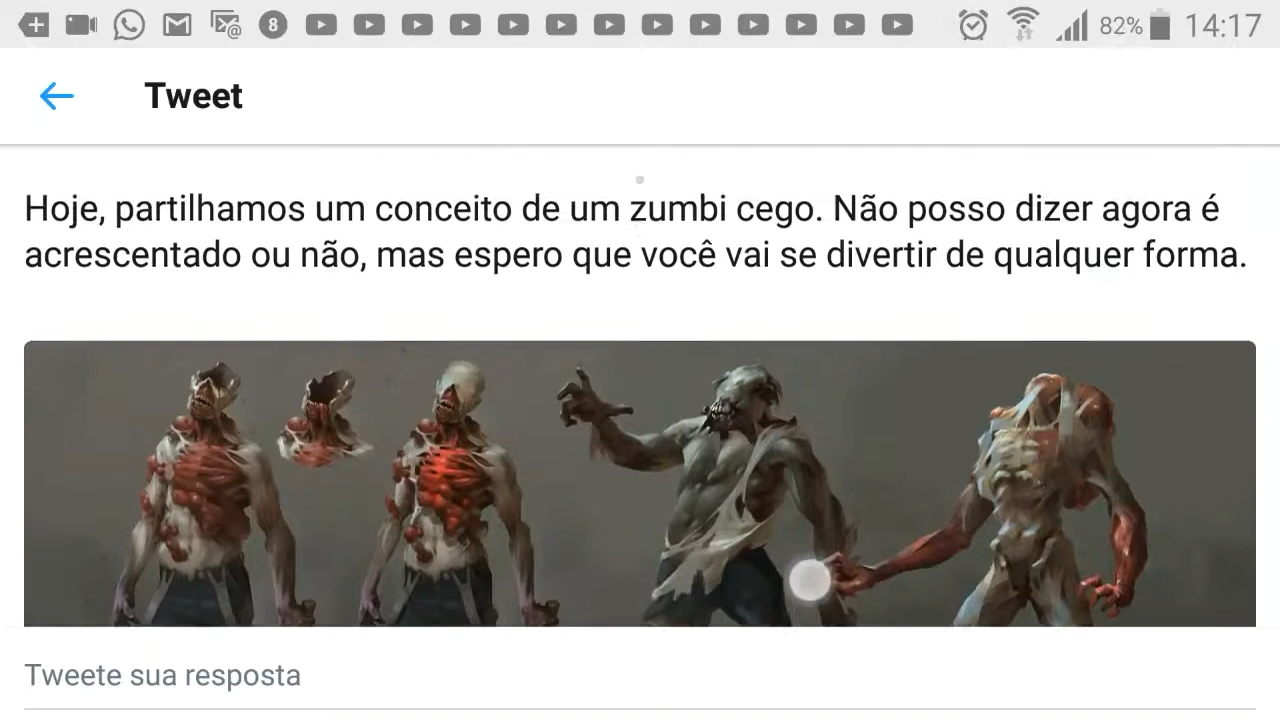 8
82%
14:17
Tweet
Hoje, partilhamos um conceito de um zumbi cego. Não posso dizer agora é
acrescentado ou não, mas espero que você vai se divertir de qualquer forma.
Tweete sua resposta